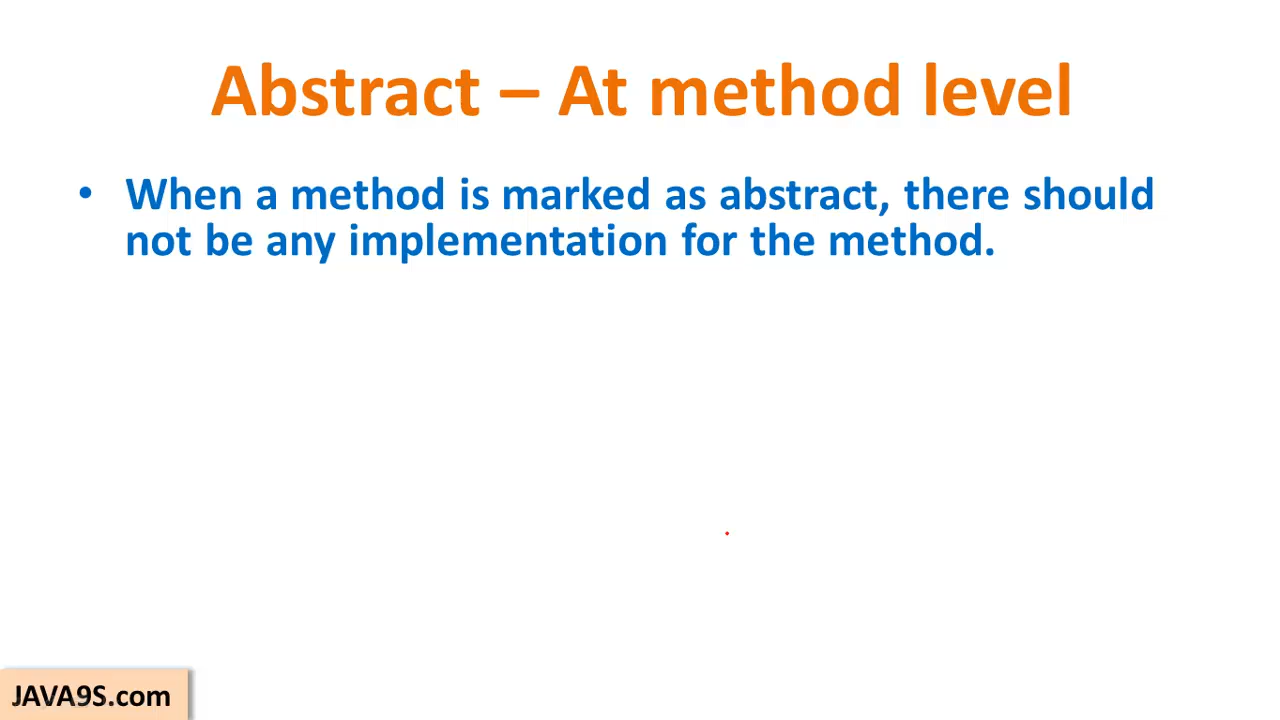 Abstract – At method level
• When a method is marked as abstract, there should
not be any implementation for the method.
JAVA9S.com